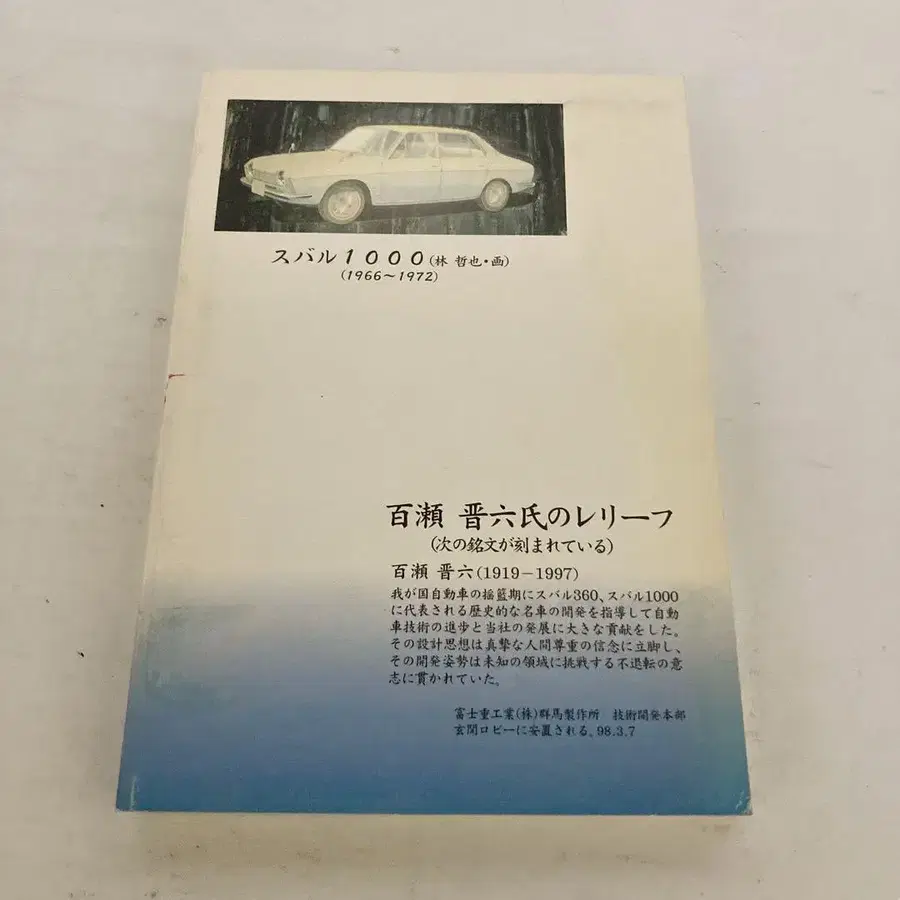 スバル1000(林 哲也・画)
(1966~1972)
百瀬 晋六氏のレリーフ
(次の銘文が刻まれている)
百瀬 晋六(1919-1997)
我が国自動車の揺籃期にスバル360、スバル1000
に代表される歴史的な名車の開発を指導して自動
車技術の進歩と当社の発展に大きな貢献をした。
その設計思想は真摯な人間尊重の信念に立脚し、
その開発姿勢は未知の領域に挑戦する不退転の意
志に貫かれていた。
富士重工業(株)群馬製作所 技術開発本部
玄関ロビーに安置される、98.3.7